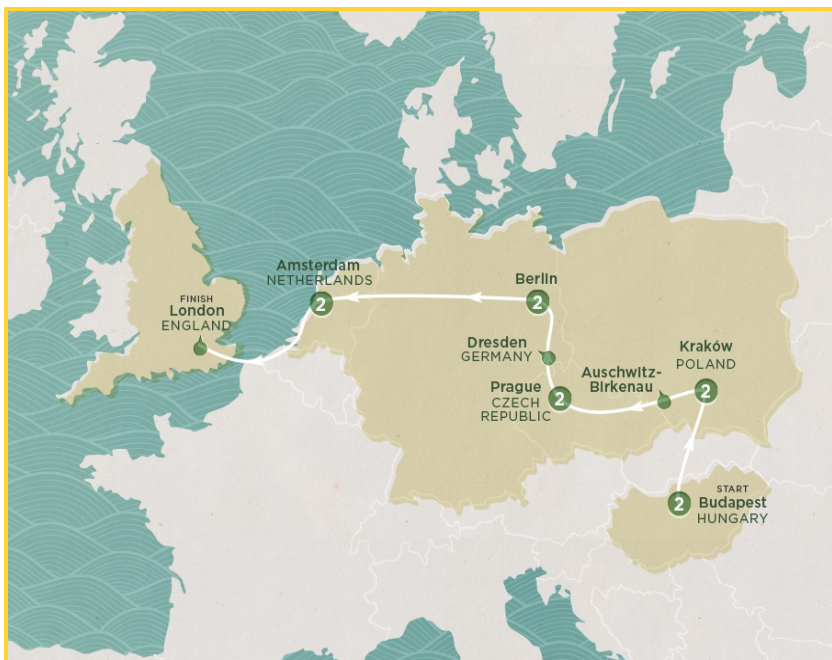 Amsterdam
NETHERLANDS
2
FINISH
London
ENGLAND
Berlin
2
Dresden
GERMANY
Prague
CZECH
REPUBLIC
2
Auschwitz-
Birkenau
Kraków
POLAND
2
START
Budapest
HUNGARY
2